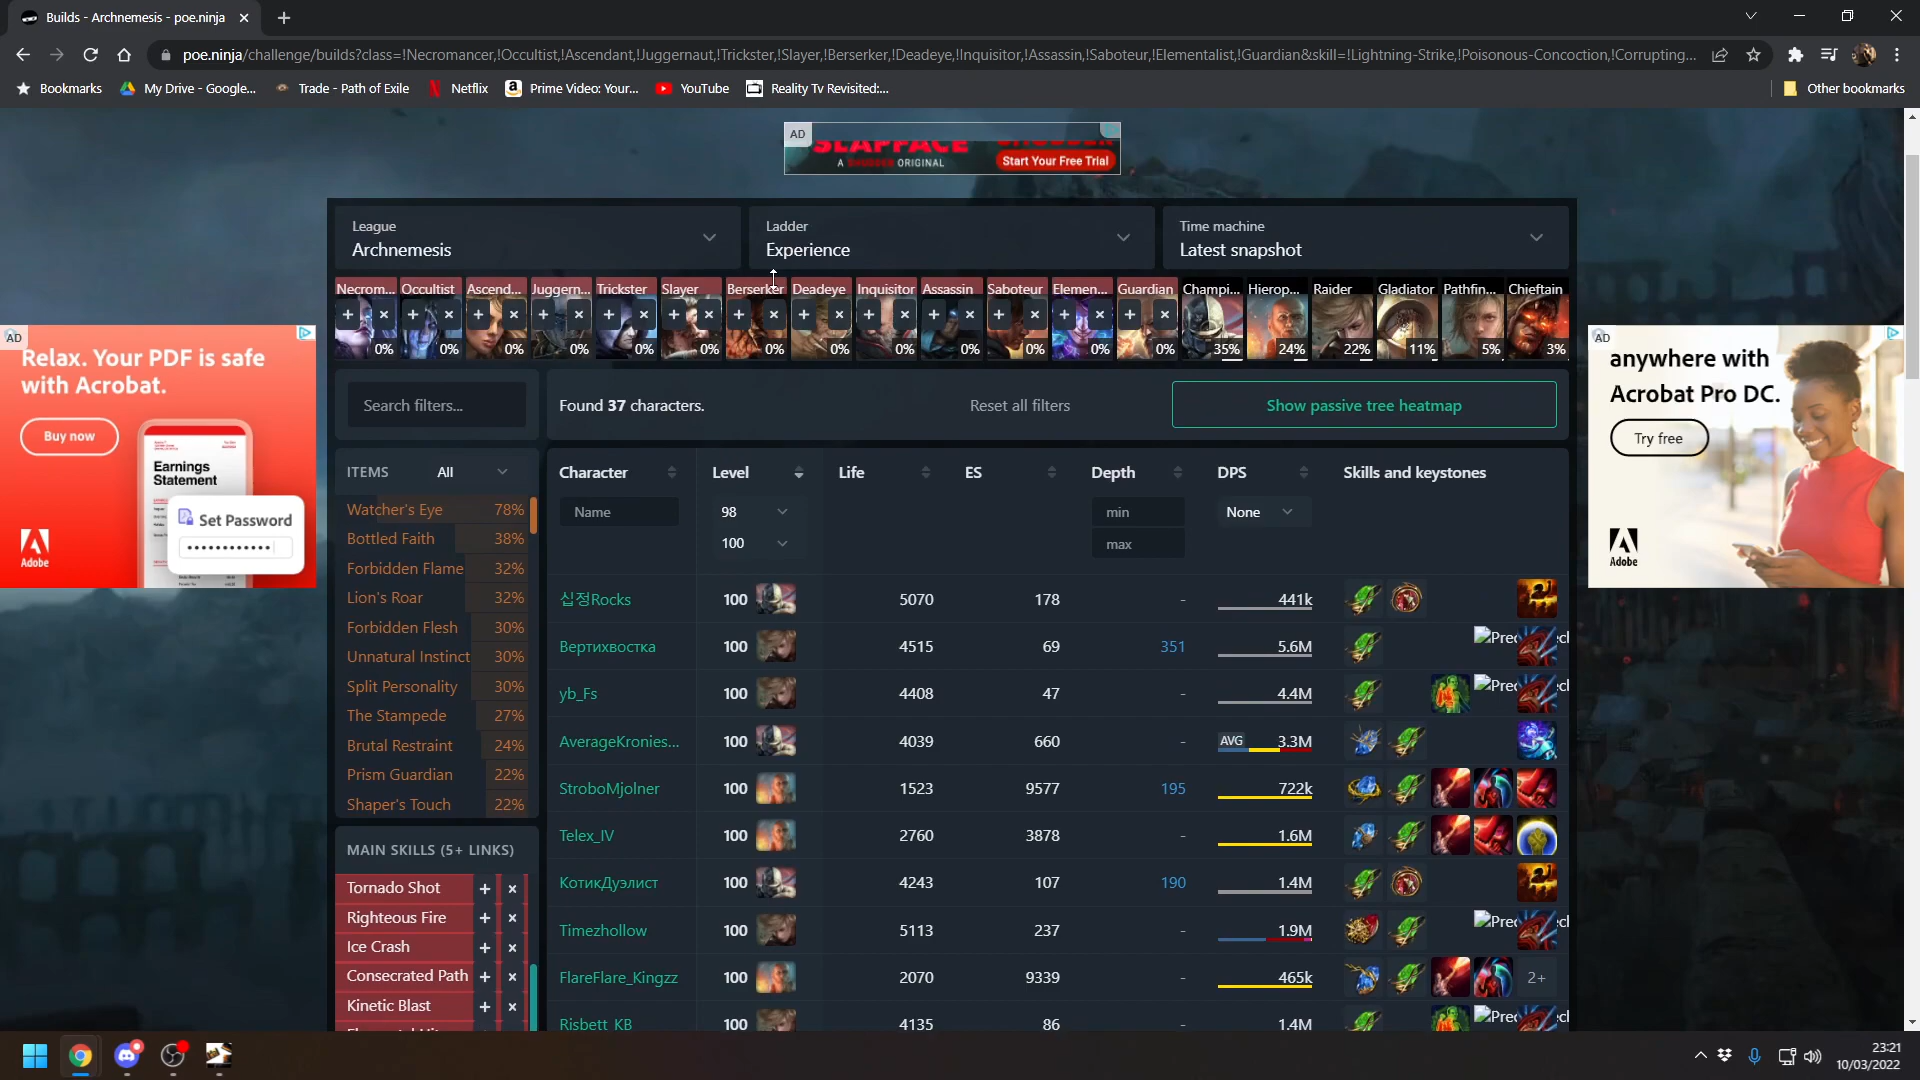 Builds - Archnemesis - poe.ninja
poe.ninja/challenge/builds?class=!Necromancer,!Occultist,!Ascendant,!Juggernaut,!Trickster,!Slayer,!Berserker,!Deadeye,!Inquisitor,!Assassin,!Saboteur,!Elementalist,!Guardian&skill=!Lightning-Strike,!Poisonous-Concoction,!Corrupting...
Bookmarks My Drive - Google... Trade - Path of Exile Netflix Prime Video: Your... YouTube Reality Tv Revisited:... Other bookmarks
AD
SLAPFACE
A SHUDDER ORIGINAL
Start Your Free Trial
League
Archnemesis
Ladder
Experience
Time machine
Latest snapshot
Necrom... Occultist Ascend... Juggern... Trickster Slayer Berserker Deadeye Inquisitor Assassin Saboteur Elemen... Guardian Champi... Hierop... Raider Gladiator Pathfin... Chieftain
0% 0% 0% 0% 0% 0% 0% 0% 0% 0% 0% 0% 0% 35% 24% 22% 11% 5% 3%
AD
Relax. Your PDF is safe
with Acrobat.
Buy now
Earnings
Statement
Set Password
Adobe
Search filters...
Found 37 characters.
Reset all filters
Show passive tree heatmap
ITEMS All
Watcher's Eye 78%
Bottled Faith 38%
Forbidden Flame 32%
Lion's Roar 32%
Forbidden Flesh 30%
Unnatural Instinct 30%
Split Personality 30%
The Stampede 27%
Brutal Restraint 24%
Prism Guardian 22%
Shaper's Touch 22%
MAIN SKILLS (5+ LINKS)
Tornado Shot
Righteous Fire
Ice Crash
Consecrated Path
Kinetic Blast
Character Level Life ES Depth DPS Skills and keystones
Name 98 min None
100 max
십정Rocks 100 5070 178 - 441k
Вертихвостка 100 4515 69 351 5.6M
yb_Fs 100 4408 47 - 4.4M
AverageKronies... 100 4039 660 - AVG 3.3M
StroboMjolner 100 1523 9577 195 722k
Telex_IV 100 2760 3878 - 1.6M
КотикДуэлист 100 4243 107 190 1.4M
Timezhollow 100 5113 237 - 1.9M
FlareFlare_Kingzz 100 2070 9339 - 465k 2+
Risbett_KB 100 4135 86 - 1.4M
AD
anywhere with
Acrobat Pro DC.
Try free
Adobe
23:21
10/03/2022